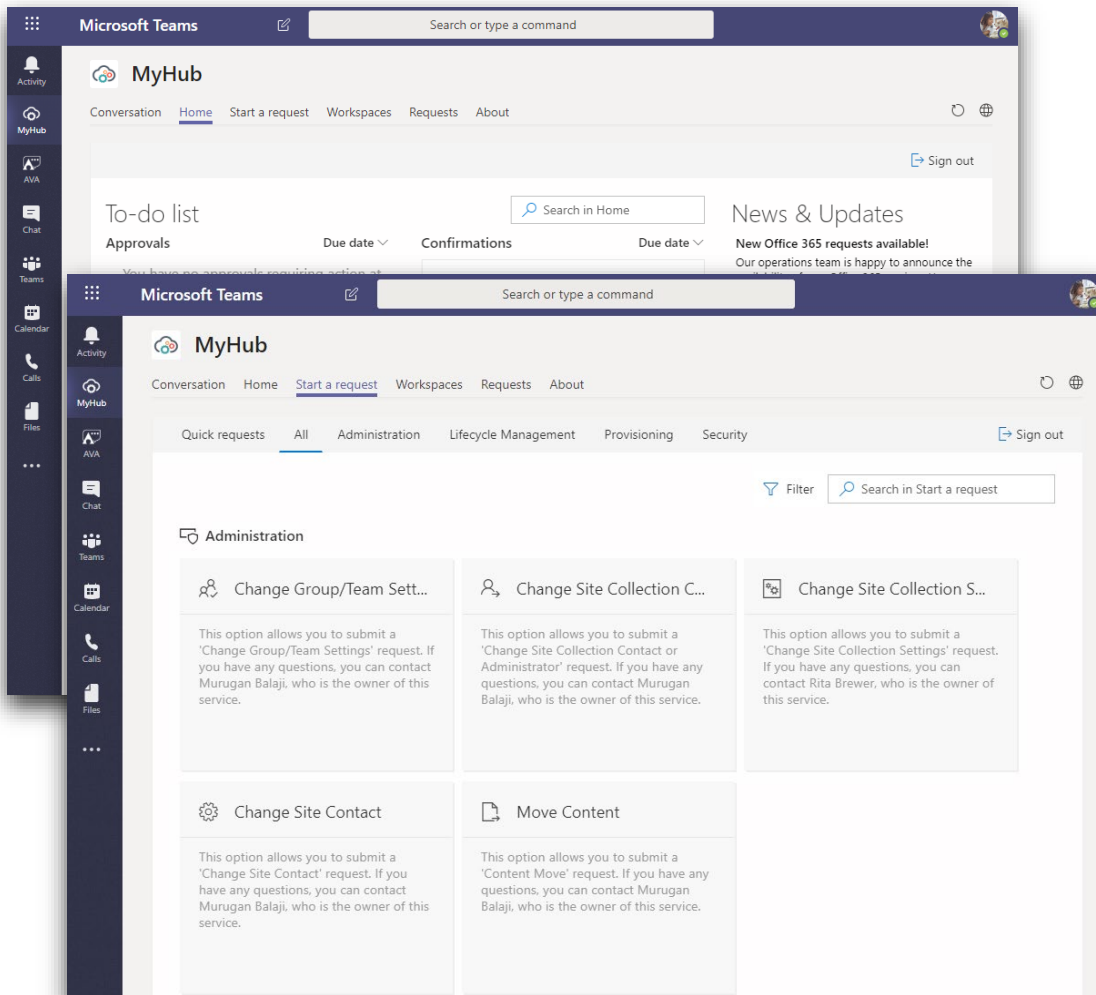 Microsoft Teams
Search or type a command
Activity
MyHub
AVA
Chat
Teams
Calendar
Calls
Files
MyHub
Conversation Home Start a request Workspaces Requests About
Sign out
To-do list
Search in Home
News & Updates
Approvals Due date
Confirmations Due date
New Office 365 requests available!
Our operations team is happy to announce the
You have no approvals requiring action at
Microsoft Teams
Search or type a command
Activity
MyHub
AVA
Chat
Teams
Calendar
Calls
Files
MyHub
Conversation Home Start a request Workspaces Requests About
Quick requests All Administration Lifecycle Management Provisioning Security
Sign out
Filter
Search in Start a request
Administration
Change Group/Team Sett...
This option allows you to submit a
'Change Group/Team Settings' request. If
you have any questions, you can contact
Murugan Balaji, who is the owner of this
service.
Change Site Collection C...
This option allows you to submit a
'Change Site Collection Contact or
Administrator' request. If you have any
questions, you can contact Murugan
Balaji, who is the owner of this service.
Change Site Collection S...
This option allows you to submit a
'Change Site Collection Settings' request.
If you have any questions, you can
contact Rita Brewer, who is the owner of
this service.
Change Site Contact
This option allows you to submit a
'Change Site Contact' request. If you
have any questions, you can contact
Murugan Balaji, who is the owner of this
service.
Move Content
This option allows you to submit a
'Content Move' request. If you have any
questions, you can contact Murugan
Balaji, who is the owner of this service.